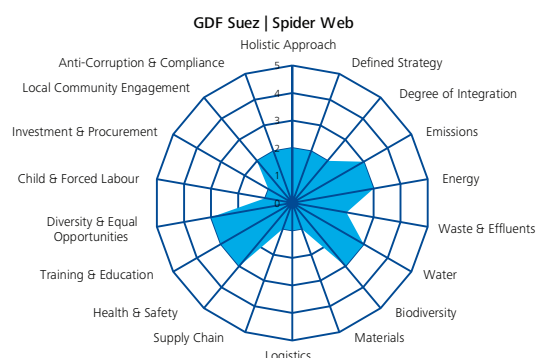 GDF Suez | Spider Web
Holistic Approach
Defined Strategy
Degree of Integration
Emissions
Energy
Waste & Effluents
Water
Biodiversity
Materials
Logistics
Supply Chain
Health & Safety
Training & Education
Diversity & Equal
Opportunities
Child & Forced Labour
Investment & Procurement
Local Community Engagement
Anti-Corruption & Compliance
5
4
3
2
1
0